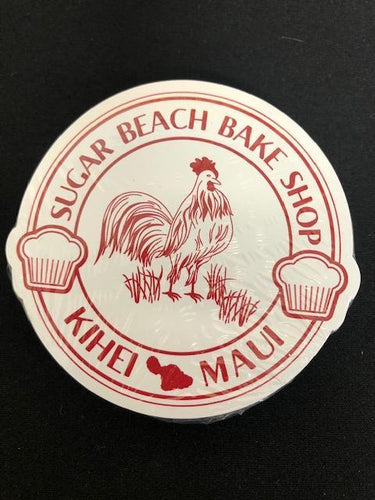 SUGAR BEACH BAKE SHOP
KIHEI MAUI